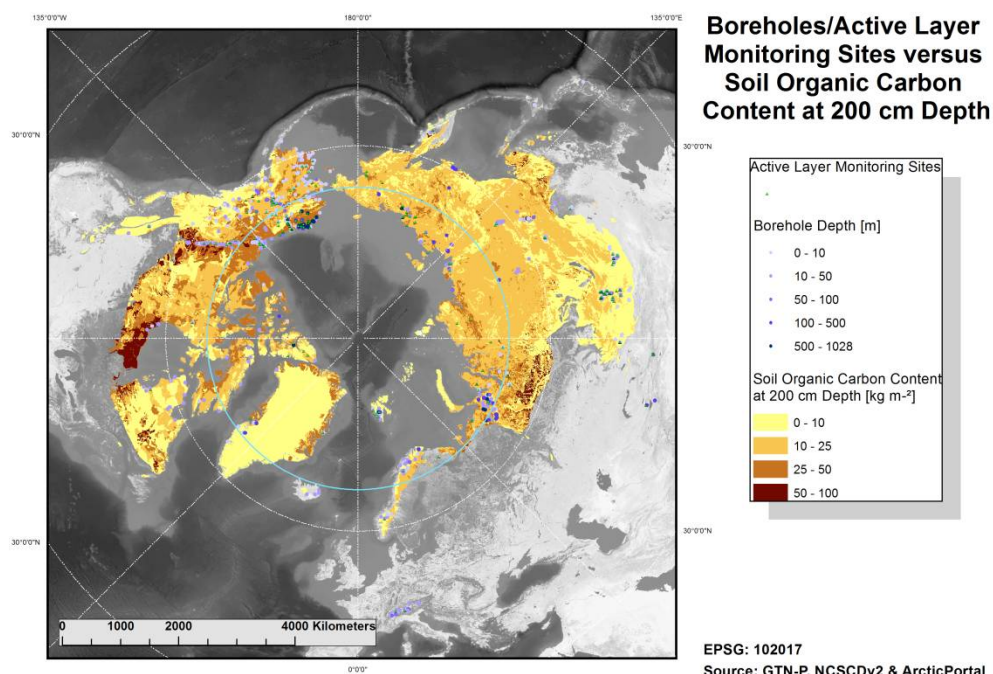 135°0'0"W
180°0'0"
135°0'0"E
Boreholes/Active Layer
Monitoring Sites versus
Soil Organic Carbon
Content at 200 cm Depth
30°0'0"N
30°0'0"N
Active Layer Monitoring Sites
Borehole Depth [m]
0 - 10
10 - 50
50 - 100
100 - 500
500 - 1028
Soil Organic Carbon Content
at 200 cm Depth [kg m-²]
0 - 10
10 - 25
25 - 50
50 - 100
30°0'0"N
30°0'0"N
0 1000 2000 4000 Kilometers
0°0'0"
EPSG: 102017
Source: GTN-P, NCSCDv2 & ArcticPortal